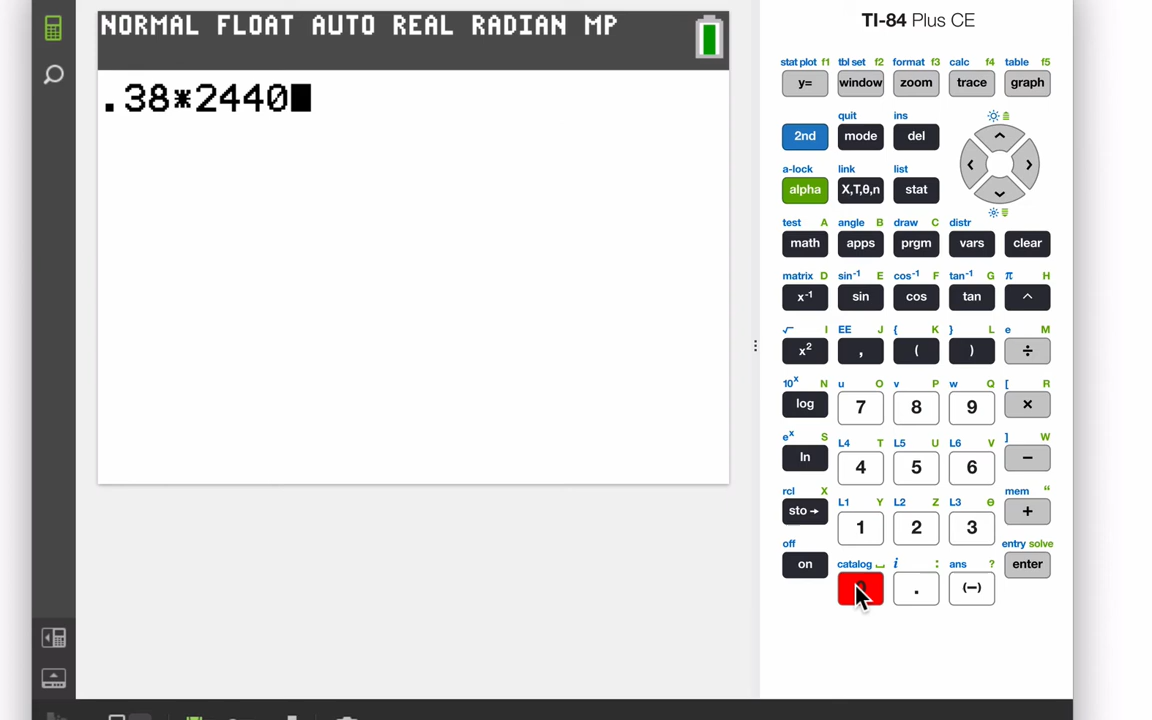 NORMAL FLOAT AUTO REAL RADIAN MP
.38*2440
TI-84 Plus CE
stat plot f1 tbl set f2 format f3 calc f4 table f5
y= window zoom trace graph
quit ins
2nd mode del
a-lock link list
alpha X,T,θ,n stat
test A angle B draw C distr
math apps prgm vars clear
matrix D sin⁻¹ E cos⁻¹ F tan⁻¹ G π H
x⁻¹ sin cos tan ^
√ I EE J { K } L e M
x² , ( ) ÷
10ˣ N u O v P w Q [ R
log 7 8 9 ×
eˣ S L4 T L5 U L6 V ] W
ln 4 5 6 −
rcl X L1 Y L2 Z L3 Θ mem “
sto→ 1 2 3 +
off catalog i : ans ? entry solve
on . (−) enter